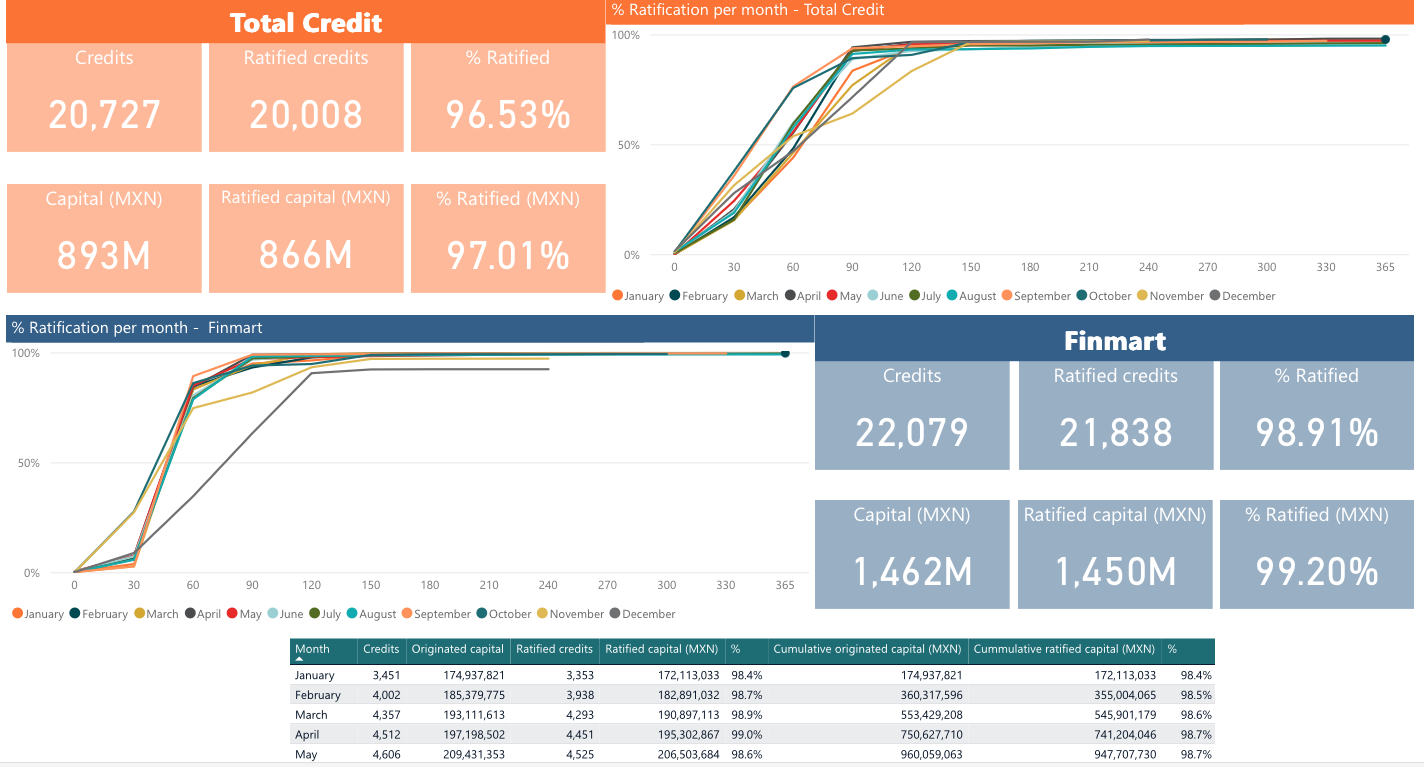 Total Credit
Credits
20,727
Ratified credits
20,008
% Ratified
96.53%
Capital (MXN)
893M
Ratified capital (MXN)
866M
% Ratified (MXN)
97.01%
% Ratification per month - Total Credit
100%
50%
0%
0 30 60 90 120 150 180 210 240 270 300 330 365
January February March April May June July August September October November December
% Ratification per month - Finmart
100%
50%
0%
0 30 60 90 120 150 180 210 240 270 300 330 365
January February March April May June July August September October November December
Finmart
Credits
22,079
Ratified credits
21,838
% Ratified
98.91%
Capital (MXN)
1,462M
Ratified capital (MXN)
1,450M
% Ratified (MXN)
99.20%
Month Credits Originated capital Ratified credits Ratified capital (MXN) % Cumulative originated capital (MXN) Cummulative ratified capital (MXN) %
January 3,451 174,937,821 3,353 172,113,033 98.4% 174,937,821 172,113,033 98.4%
February 4,002 185,379,775 3,938 182,891,032 98.7% 360,317,596 355,004,065 98.5%
March 4,357 193,111,613 4,293 190,897,113 98.9% 553,429,208 545,901,179 98.6%
April 4,512 197,198,502 4,451 195,302,867 99.0% 750,627,710 741,204,046 98.7%
May 4,606 209,431,353 4,525 206,503,684 98.6% 960,059,063 947,707,730 98.7%